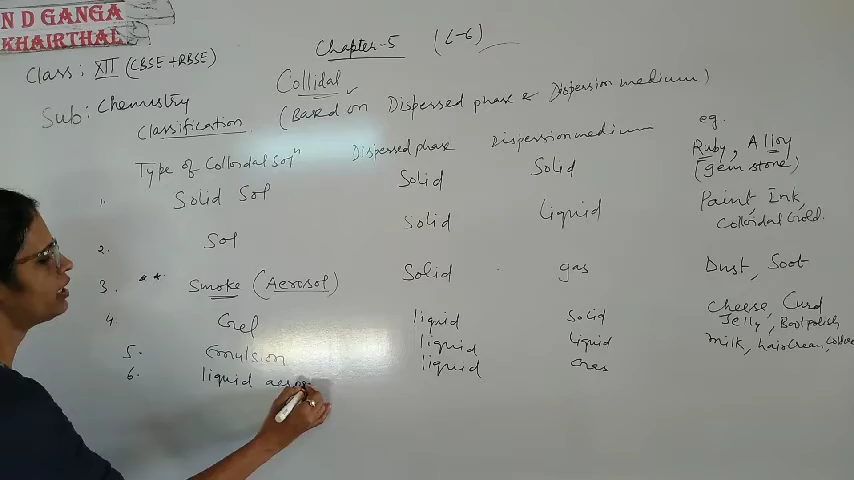 N D GANGA
KHAIRTHAL
Chapter-5 (L-6)
Class: XII (CBSE+RBSE)
Sub: Chemistry
Collidal
Classification (Based on Dispersed phase & Dispersion medium)
Type of Colloidal Sol" Dispersed phase Dispersion medium eg.
1. Solid Sol Solid Solid Ruby, Alloy
(gem stone)
2. Sol Solid Liquid Paint, Ink,
Colloidal Gold.
3. ** Smoke (Aerosol) Solid gas Dust, Soot
4 Gel liquid Solid Cheese, Curd
Jelly, Boot polish
5. Emulsion liquid liquid Milk, hair cream,
6. liquid aeros liquid Gas